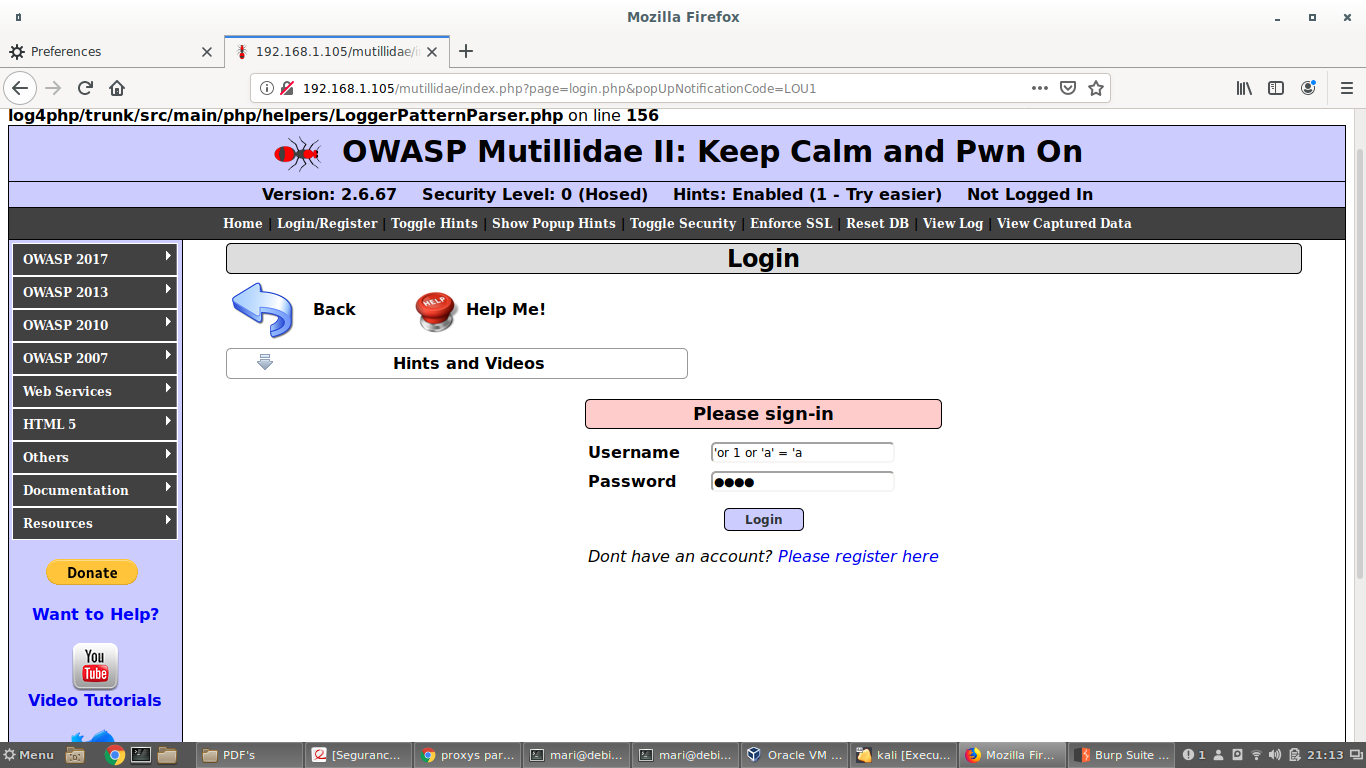 Mozilla Firefox
Preferences
192.168.1.105/mutillidae/i
192.168.1.105/mutillidae/index.php?page=login.php&popUpNotificationCode=LOU1
log4php/trunk/src/main/php/helpers/LoggerPatternParser.php on line 156
OWASP Mutillidae II: Keep Calm and Pwn On
Version: 2.6.67 Security Level: 0 (Hosed) Hints: Enabled (1 - Try easier) Not Logged In
Home | Login/Register | Toggle Hints | Show Popup Hints | Toggle Security | Enforce SSL | Reset DB | View Log | View Captured Data
OWASP 2017
OWASP 2013
OWASP 2010
OWASP 2007
Web Services
HTML 5
Others
Documentation
Resources
Donate
Want to Help?
You
Tube
Video Tutorials
Login
Back
HELP
Help Me!
Hints and Videos
Please sign-in
Username 'or 1 or 'a' = 'a
Password ●●●●
Login
Dont have an account? Please register here
Menu PDF's [Seguranc... proxys par... mari@debi... mari@debi... Oracle VM ... kali [Execu... Mozilla Fir... Burp Suite ... 1 21:13